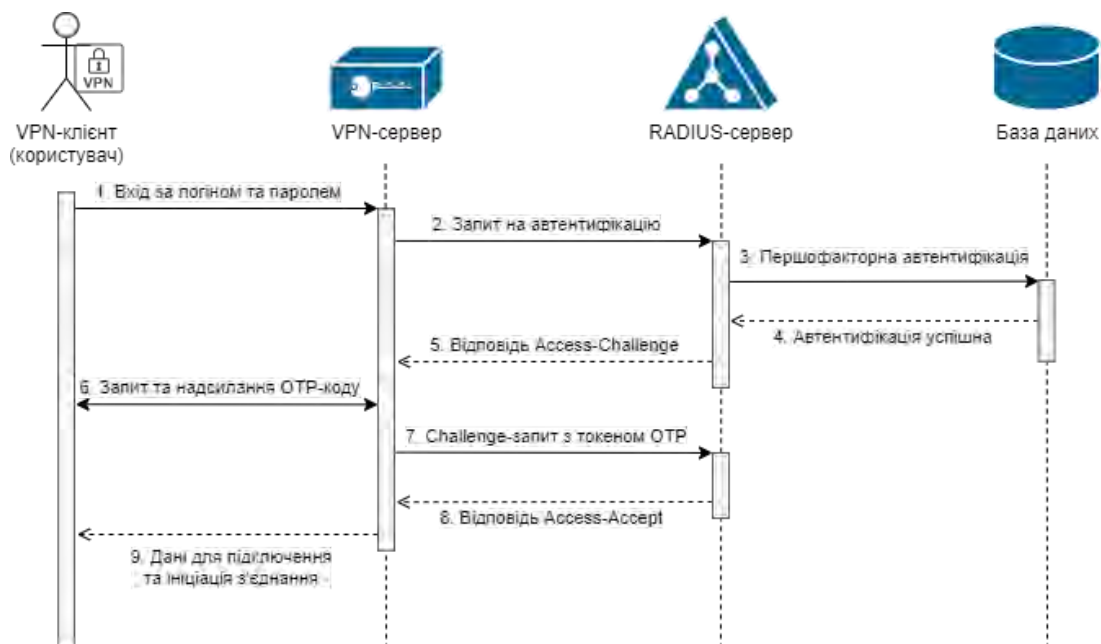 VPN
VPN-клієнт
(користувач)
VPN-сервер
RADIUS-сервер
База даних
1. Вхід за логіном та паролем
2. Запит на автентифікацію
3. Першофакторна автентифікація
4. Автентифікація успішна
5. Відповідь Access-Challenge
6. Запит та надсилання OTP-коду
7. Challenge-запит з токеном OTP
8. Відповідь Access-Accept
9. Дані для підключення
та ініціація з'єднання